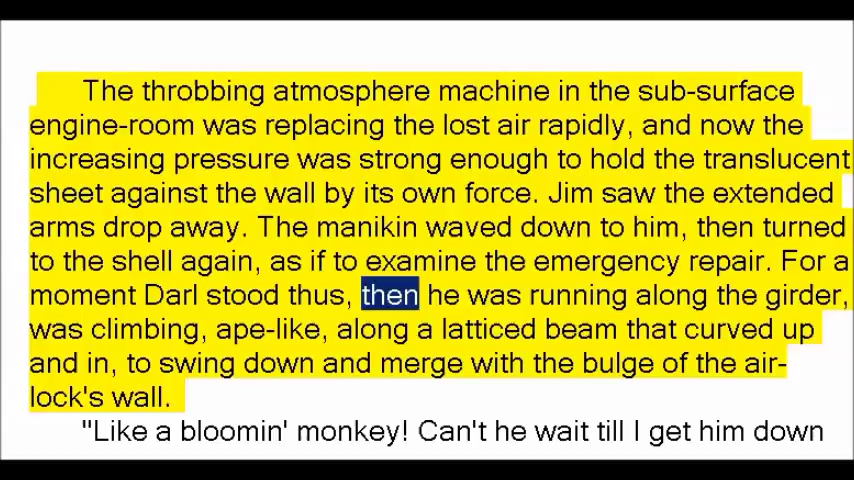 The throbbing atmosphere machine in the sub-surface
engine-room was replacing the lost air rapidly, and now the
increasing pressure was strong enough to hold the translucent
sheet against the wall by its own force. Jim saw the extended
arms drop away. The manikin waved down to him, then turned
to the shell again, as if to examine the emergency repair. For a
moment Darl stood thus, then he was running along the girder,
was climbing, ape-like, along a latticed beam that curved up
and in, to swing down and merge with the bulge of the air-
lock's wall.
"Like a bloomin' monkey! Can't he wait till I get him down